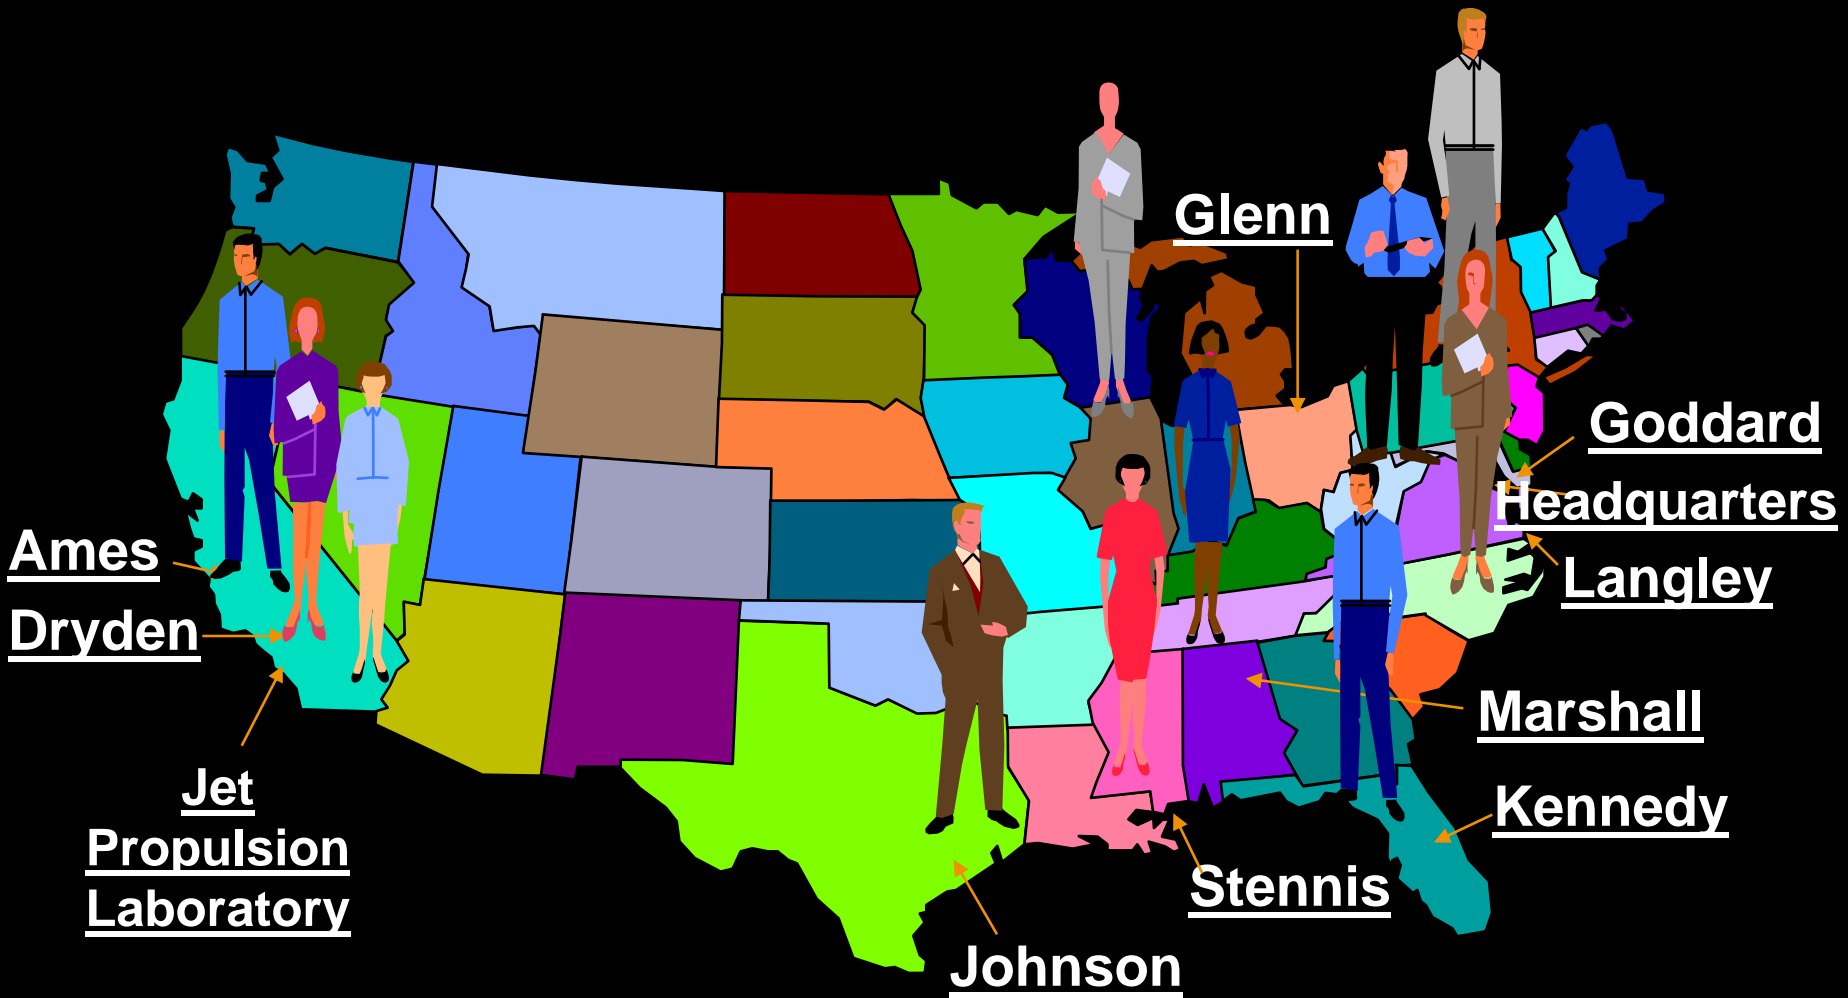 Glenn
Goddard
Headquarters
Ames
Langley
Dryden
Marshall
Jet
Propulsion
Laboratory
Kennedy
Stennis
Johnson